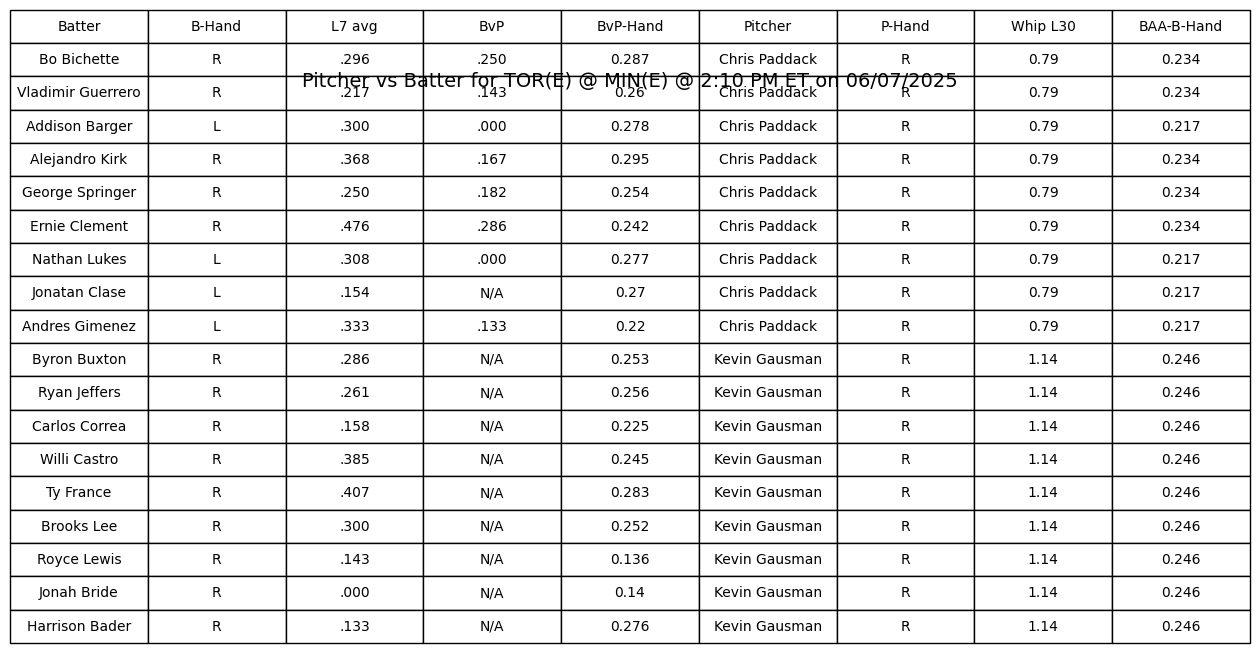 Batter B-Hand L7 avg BvP BvP-Hand Pitcher P-Hand Whip L30 BAA-B-Hand
Bo Bichette R .296 .250 0.287 Chris Paddack R 0.79 0.234
Pitcher vs Batter for TOR(E) @ MIN(E) @ 2:10 PM ET on 06/07/2025
Vladimir Guerrero R .217 .143 0.26 Chris Paddack R 0.79 0.234
Addison Barger L .300 .000 0.278 Chris Paddack R 0.79 0.217
Alejandro Kirk R .368 .167 0.295 Chris Paddack R 0.79 0.234
George Springer R .250 .182 0.254 Chris Paddack R 0.79 0.234
Ernie Clement R .476 .286 0.242 Chris Paddack R 0.79 0.234
Nathan Lukes L .308 .000 0.277 Chris Paddack R 0.79 0.217
Jonatan Clase L .154 N/A 0.27 Chris Paddack R 0.79 0.217
Andres Gimenez L .333 .133 0.22 Chris Paddack R 0.79 0.217
Byron Buxton R .286 N/A 0.253 Kevin Gausman R 1.14 0.246
Ryan Jeffers R .261 N/A 0.256 Kevin Gausman R 1.14 0.246
Carlos Correa R .158 N/A 0.225 Kevin Gausman R 1.14 0.246
Willi Castro R .385 N/A 0.245 Kevin Gausman R 1.14 0.246
Ty France R .407 N/A 0.283 Kevin Gausman R 1.14 0.246
Brooks Lee R .300 N/A 0.252 Kevin Gausman R 1.14 0.246
Royce Lewis R .143 N/A 0.136 Kevin Gausman R 1.14 0.246
Jonah Bride R .000 N/A 0.14 Kevin Gausman R 1.14 0.246
Harrison Bader R .133 N/A 0.276 Kevin Gausman R 1.14 0.246